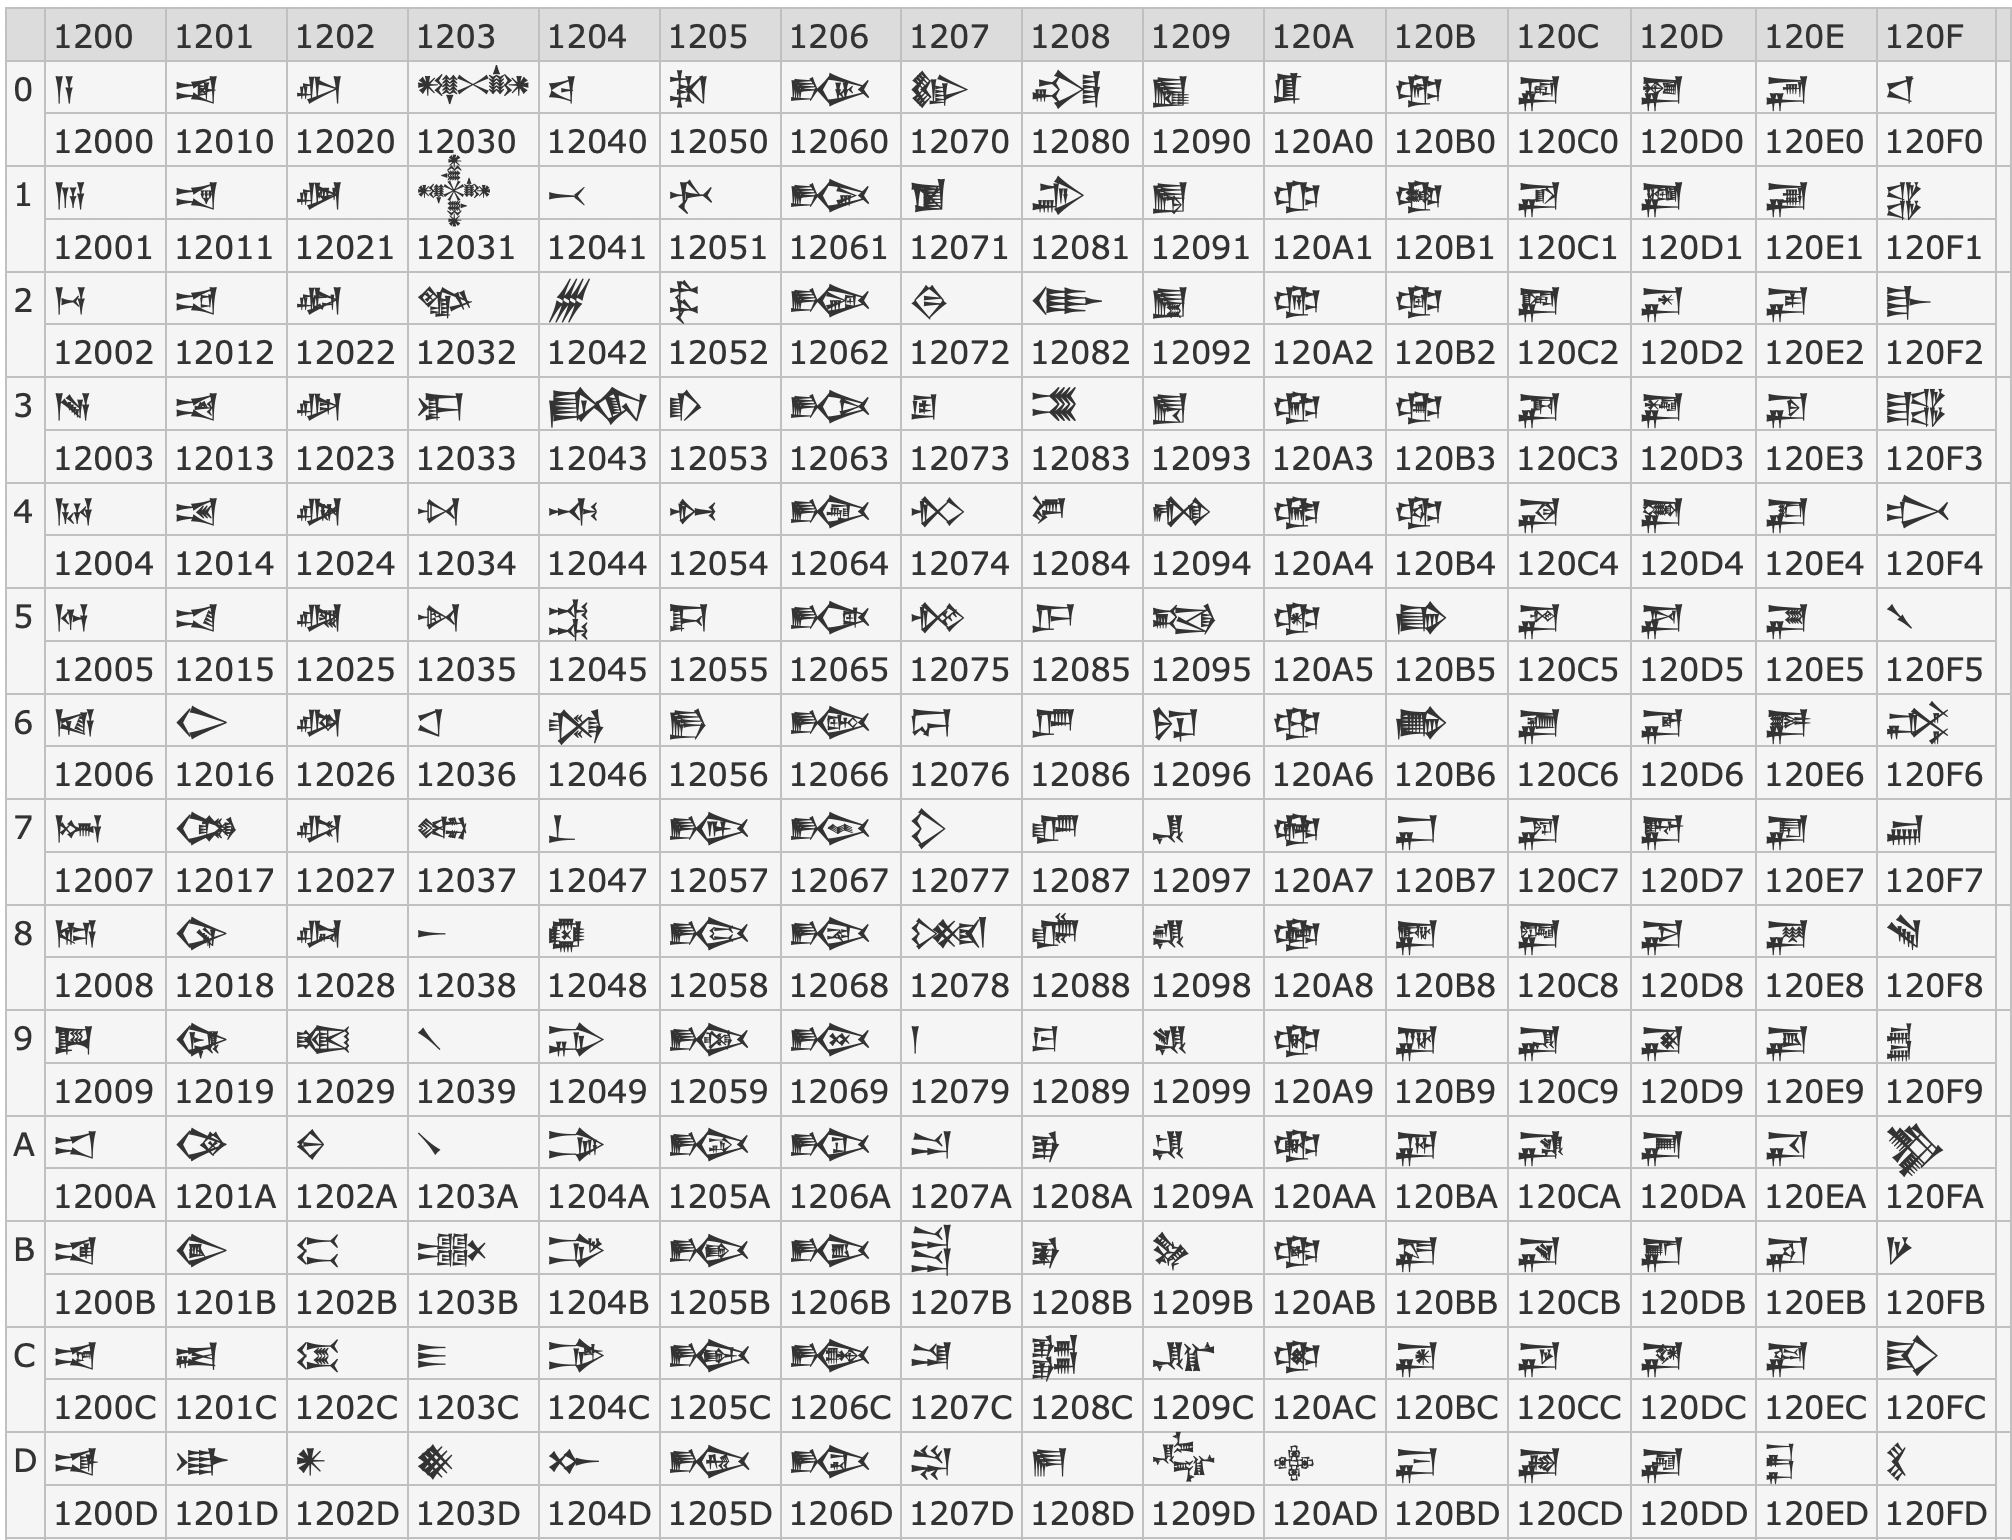 1200 1201 1202 1203 1204 1205 1206 1207 1208 1209 120A 120B 120C 120D 120E 120F
0 𒀀 𒀐 𒀠 𒀰 𒁀 𒁐 𒁠 𒁰 𒂀 𒂐 𒂠 𒂰 𒃀 𒃐 𒃠 𒃰
12000 12010 12020 12030 12040 12050 12060 12070 12080 12090 120A0 120B0 120C0 120D0 120E0 120F0
1 𒀁 𒀑 𒀡 𒀱 𒁁 𒁑 𒁡 𒁱 𒂁 𒂑 𒂡 𒂱 𒃁 𒃑 𒃡 𒃱
12001 12011 12021 12031 12041 12051 12061 12071 12081 12091 120A1 120B1 120C1 120D1 120E1 120F1
2 𒀂 𒀒 𒀢 𒀲 𒁂 𒁒 𒁢 𒁲 𒂂 𒂒 𒂢 𒂲 𒃂 𒃒 𒃢 𒃲
12002 12012 12022 12032 12042 12052 12062 12072 12082 12092 120A2 120B2 120C2 120D2 120E2 120F2
3 𒀃 𒀓 𒀣 𒀳 𒁃 𒁓 𒁣 𒁳 𒂃 𒂓 𒂣 𒂳 𒃃 𒃓 𒃣 𒃳
12003 12013 12023 12033 12043 12053 12063 12073 12083 12093 120A3 120B3 120C3 120D3 120E3 120F3
4 𒀄 𒀔 𒀤 𒀴 𒁄 𒁔 𒁤 𒁴 𒂄 𒂔 𒂤 𒂴 𒃄 𒃔 𒃤 𒃴
12004 12014 12024 12034 12044 12054 12064 12074 12084 12094 120A4 120B4 120C4 120D4 120E4 120F4
5 𒀅 𒀕 𒀥 𒀵 𒁅 𒁕 𒁥 𒁵 𒂅 𒂕 𒂥 𒂵 𒃅 𒃕 𒃥 𒃵
12005 12015 12025 12035 12045 12055 12065 12075 12085 12095 120A5 120B5 120C5 120D5 120E5 120F5
6 𒀆 𒀖 𒀦 𒀶 𒁆 𒁖 𒁦 𒁶 𒂆 𒂖 𒂦 𒂶 𒃆 𒃖 𒃦 𒃶
12006 12016 12026 12036 12046 12056 12066 12076 12086 12096 120A6 120B6 120C6 120D6 120E6 120F6
7 𒀇 𒀗 𒀧 𒀷 𒁇 𒁗 𒁧 𒁷 𒂇 𒂗 𒂧 𒂷 𒃇 𒃗 𒃧 𒃷
12007 12017 12027 12037 12047 12057 12067 12077 12087 12097 120A7 120B7 120C7 120D7 120E7 120F7
8 𒀈 𒀘 𒀨 𒀸 𒁈 𒁘 𒁨 𒁸 𒂈 𒂘 𒂨 𒂸 𒃈 𒃘 𒃨 𒃸
12008 12018 12028 12038 12048 12058 12068 12078 12088 12098 120A8 120B8 120C8 120D8 120E8 120F8
9 𒀉 𒀙 𒀩 𒀹 𒁉 𒁙 𒁩 𒁹 𒂉 𒂙 𒂩 𒂹 𒃉 𒃙 𒃩 𒃹
12009 12019 12029 12039 12049 12059 12069 12079 12089 12099 120A9 120B9 120C9 120D9 120E9 120F9
A 𒀊 𒀚 𒀪 𒀺 𒁊 𒁚 𒁪 𒁺 𒂊 𒂚 𒂪 𒂺 𒃊 𒃚 𒃪 𒃺
1200A 1201A 1202A 1203A 1204A 1205A 1206A 1207A 1208A 1209A 120AA 120BA 120CA 120DA 120EA 120FA
B 𒀋 𒀛 𒀫 𒀻 𒁋 𒁛 𒁫 𒁻 𒂋 𒂛 𒂫 𒂻 𒃋 𒃛 𒃫 𒃻
1200B 1201B 1202B 1203B 1204B 1205B 1206B 1207B 1208B 1209B 120AB 120BB 120CB 120DB 120EB 120FB
C 𒀌 𒀜 𒀬 𒀼 𒁌 𒁜 𒁬 𒁼 𒂌 𒂜 𒂬 𒂼 𒃌 𒃜 𒃬 𒃼
1200C 1201C 1202C 1203C 1204C 1205C 1206C 1207C 1208C 1209C 120AC 120BC 120CC 120DC 120EC 120FC
D 𒀍 𒀝 𒀭 𒀽 𒁍 𒁝 𒁭 𒁽 𒂍 𒂝 𒂭 𒂽 𒃍 𒃝 𒃭 𒃽
1200D 1201D 1202D 1203D 1204D 1205D 1206D 1207D 1208D 1209D 120AD 120BD 120CD 120DD 120ED 120FD